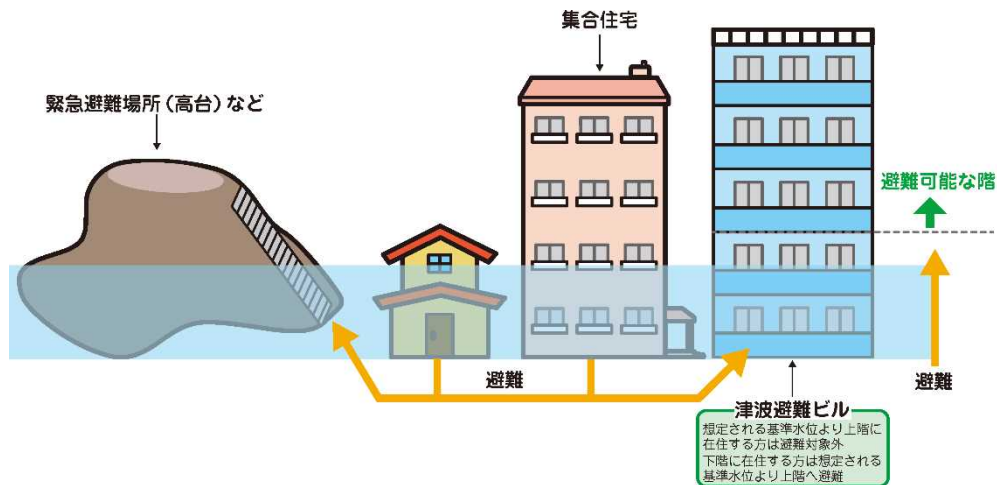 集合住宅
緊急避難場所（高台）など
避難可能な階
避難
避難
津波避難ビル
想定される基準水位より上階に
在住する方は避難対象外
下階に在住する方は想定される
基準水位より上階へ避難